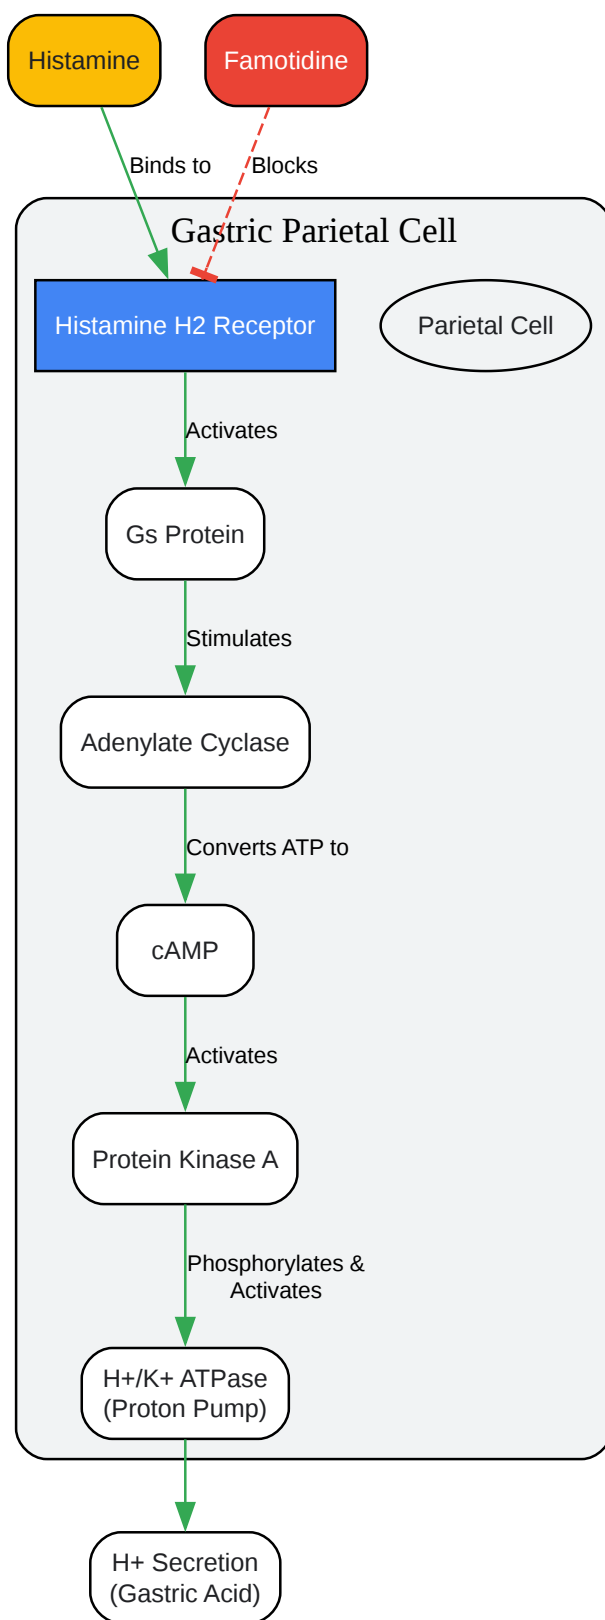 Histamine
Famotidine
Binds to
Blocks
Gastric Parietal Cell
Histamine H2 Receptor
Parietal Cell
Activates
Gs Protein
Stimulates
Adenylate Cyclase
Converts ATP to
cAMP
Activates
Protein Kinase A
Phosphorylates &
Activates
H+/K+ ATPase
(Proton Pump)
H+ Secretion
(Gastric Acid)